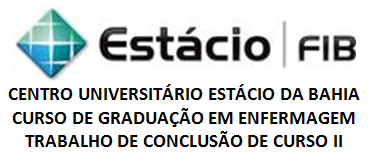 Estácio | FIB
CENTRO UNIVERSITÁRIO ESTÁCIO DA BAHIA
CURSO DE GRADUAÇÃO EM ENFERMAGEM
TRABALHO DE CONCLUSÃO DE CURSO II